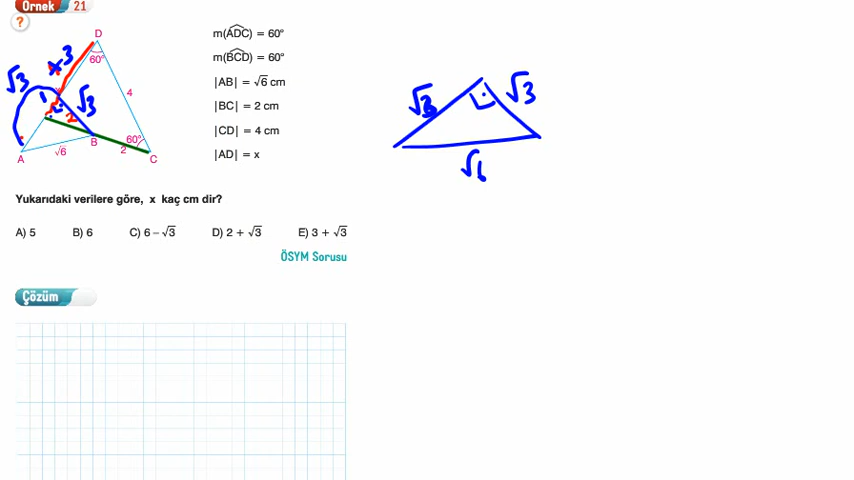 Örnek 21
?
D
60°
x 3
4
√3
1
√3
2
60°
B
2
A
√6
C
m(ADC) = 60°
m(BCD) = 60°
|AB| = √6 cm
|BC| = 2 cm
|CD| = 4 cm
|AD| = x
√3
√3
√6
Yukarıdaki verilere göre, x kaç cm dir?
A) 5 B) 6 C) 6 – √3 D) 2 + √3 E) 3 + √3
ÖSYM Sorusu
Çözüm